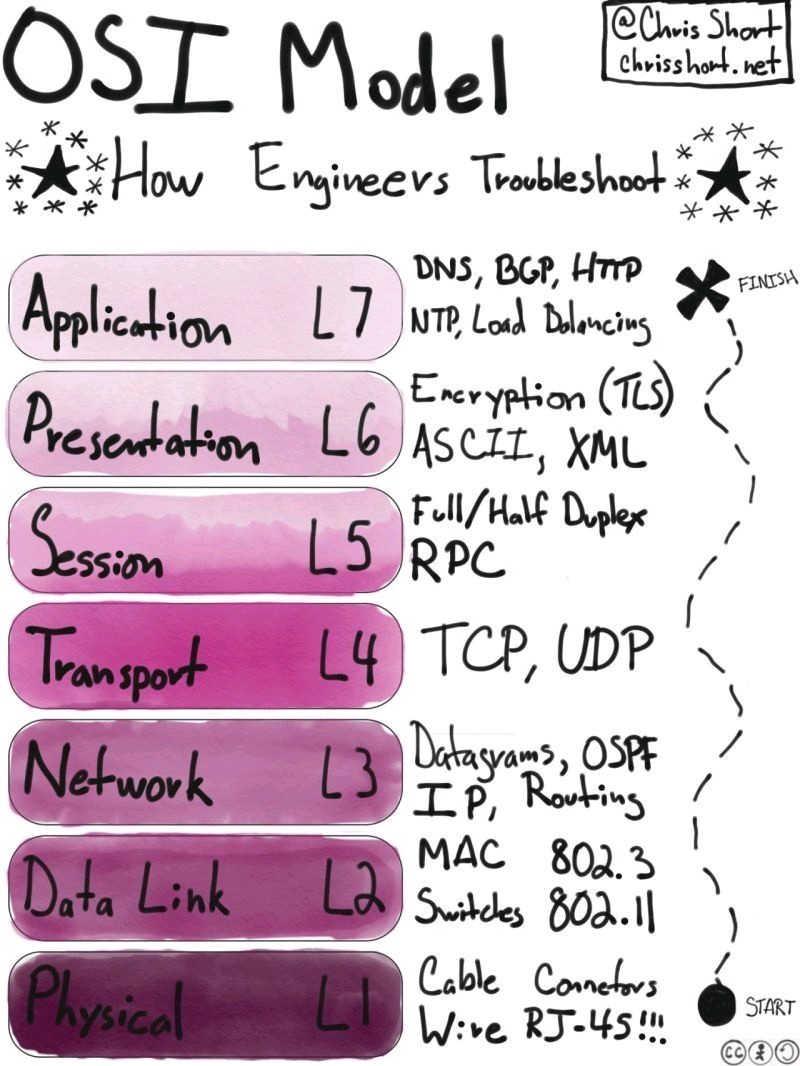 OSI Model
@Chris Short
chrisshort.net
How Engineers Troubleshoot
Application L7
DNS, BGP, HTTP
NTP, Load Balancing
FINISH
Presentation L6
Encryption (TLS)
ASCII, XML
Session L5
Full/Half Duplex
RPC
Transport L4
TCP, UDP
Network L3
Datagrams, OSPF
IP, Routing
Data Link L2
MAC 802.3
Switches 802.11
Physical L1
Cable Connetors
Wire RJ-45!!!
START
CC